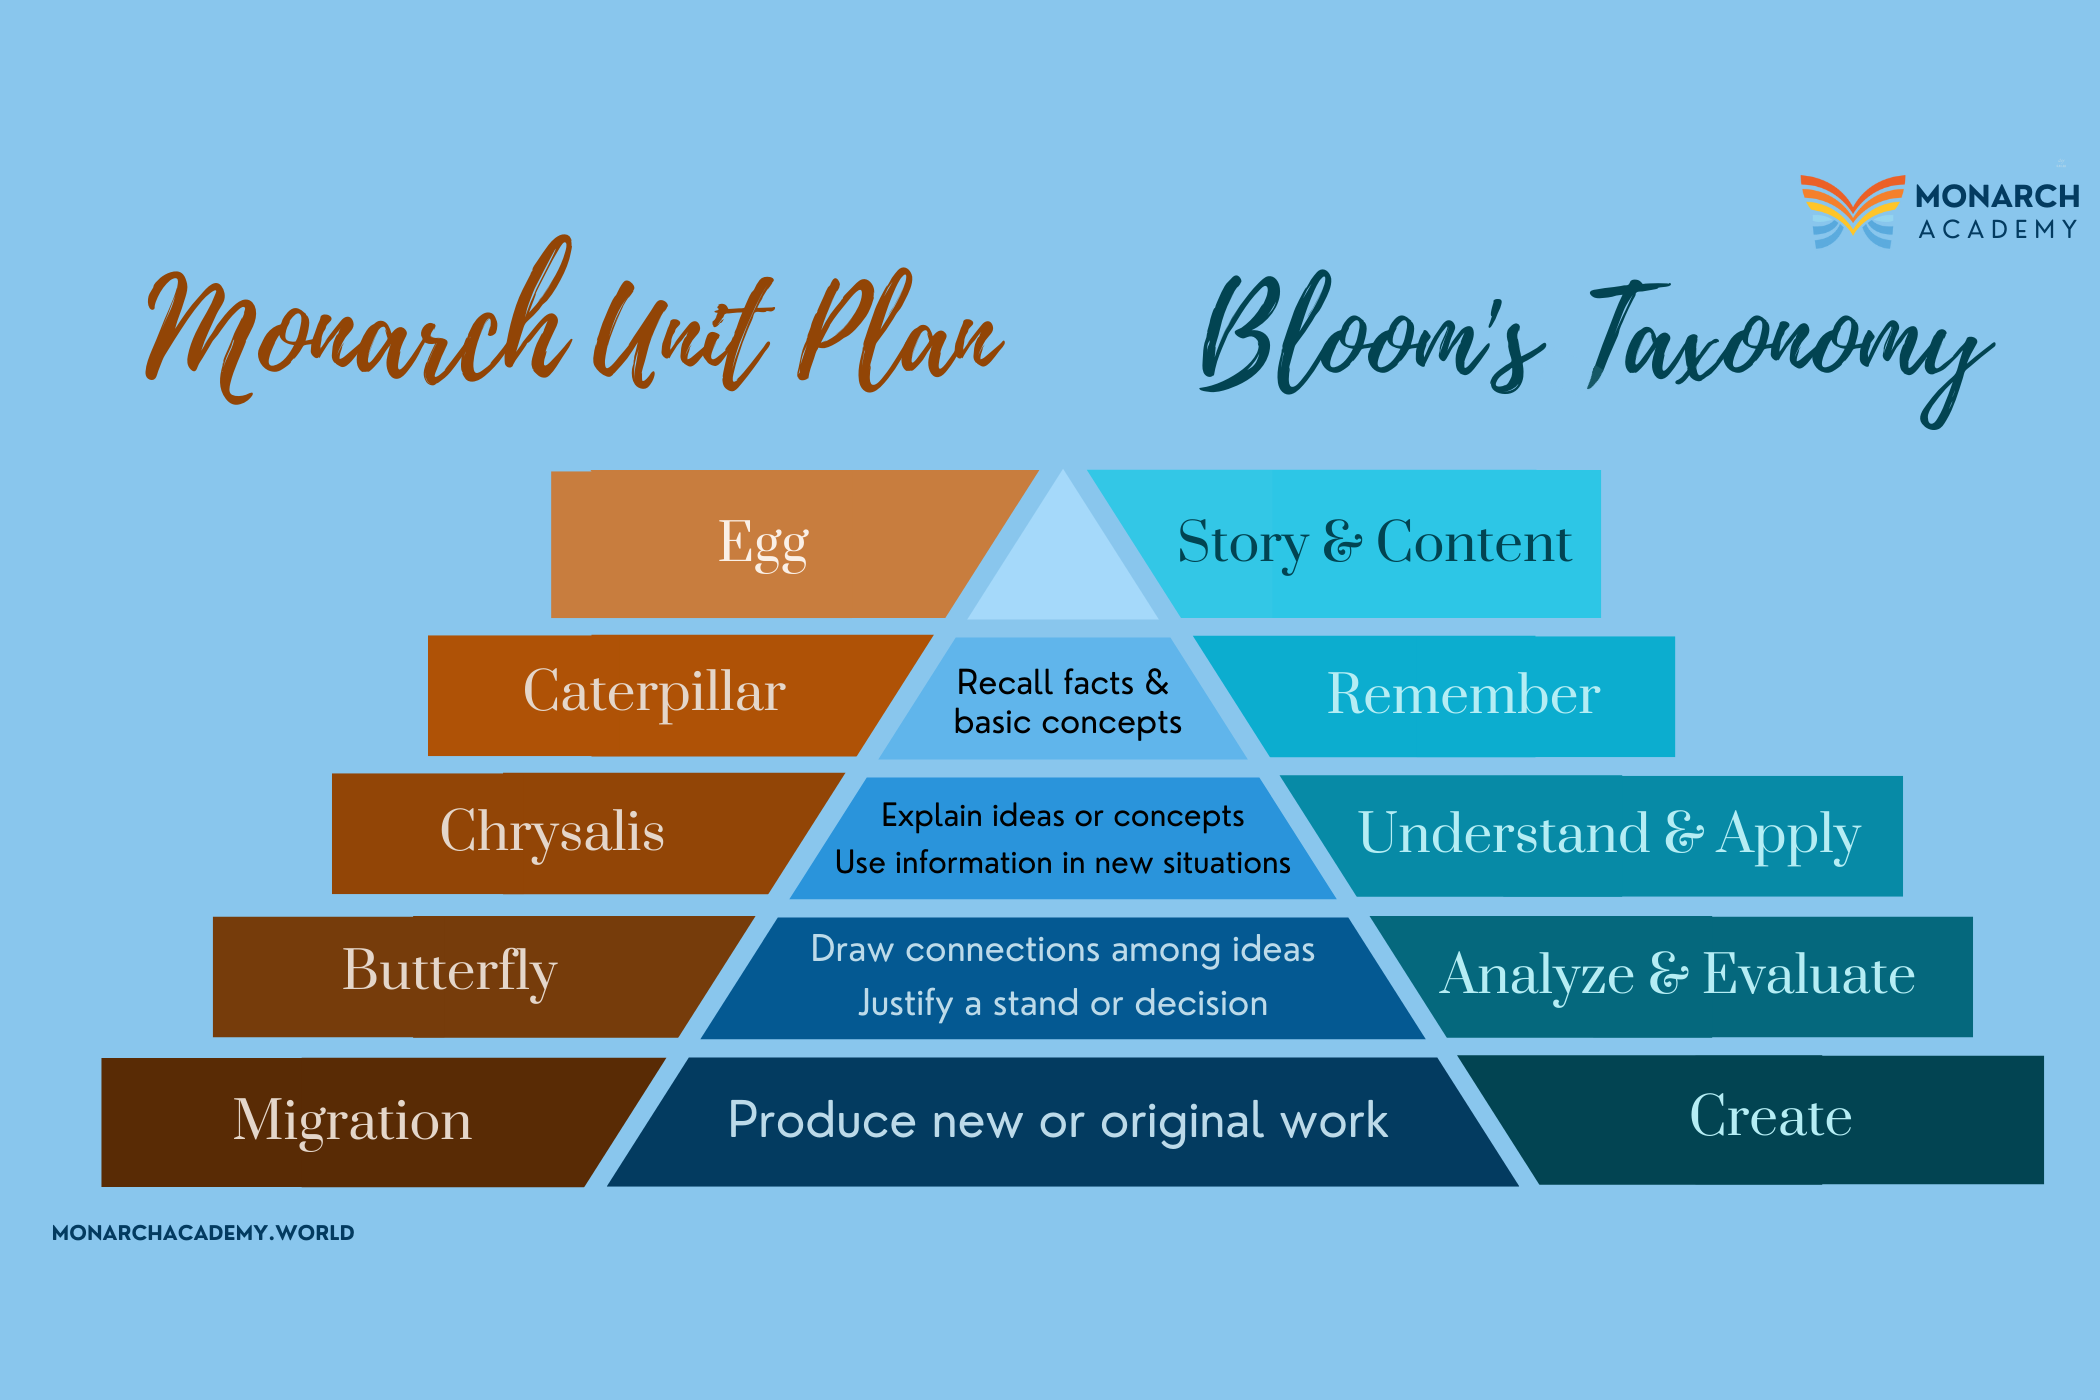 MONARCH
ACADEMY
Monarch Unit Plan
Bloom's Taxonomy
Egg
Story & Content
Caterpillar
Recall facts &
basic concepts
Remember
Chrysalis
Explain ideas or concepts
Use information in new situations
Understand & Apply
Butterfly
Draw connections among ideas
Justify a stand or decision
Analyze & Evaluate
Migration
Produce new or original work
Create
MONARCHACADEMY.WORLD